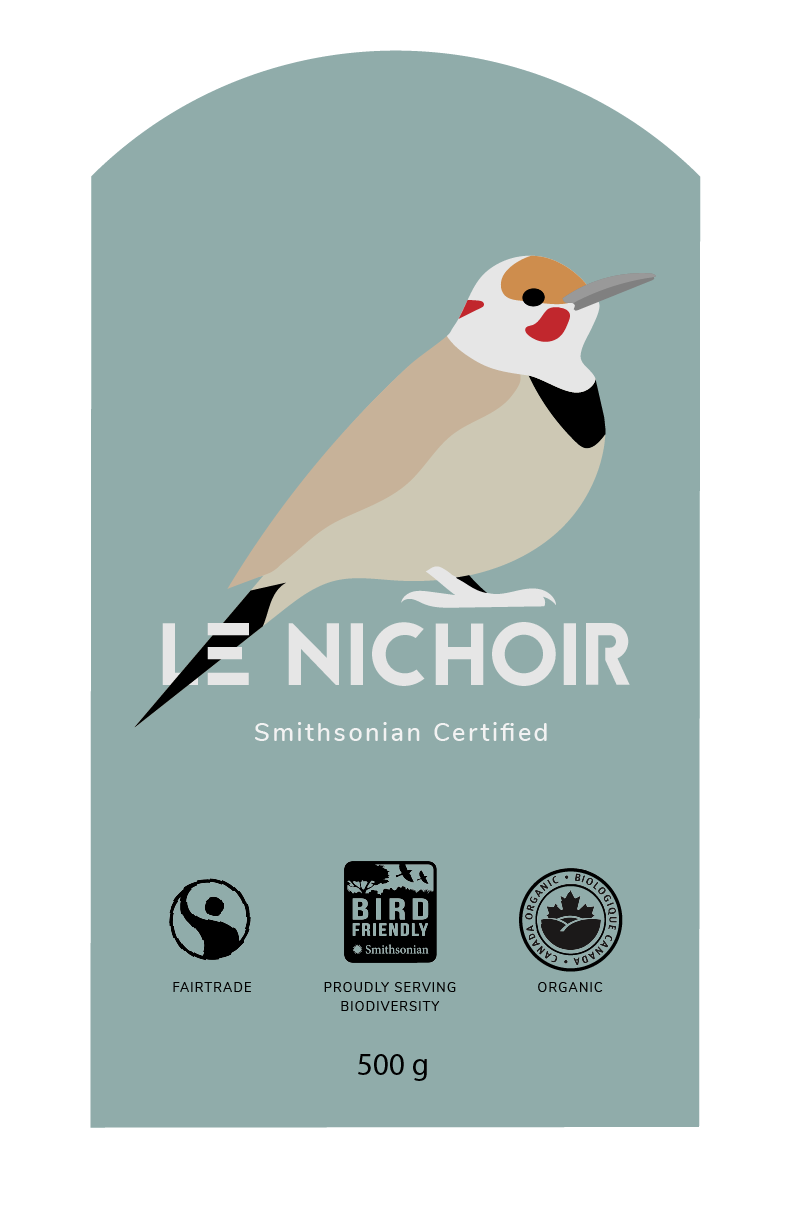 LE NICHOIR
Smithsonian Certified
BIRD
FRIENDLY
Smithsonian
CANADA ORGANIC • BIOLOGIQUE CANADA •
FAIRTRADE
PROUDLY SERVING
BIODIVERSITY
ORGANIC
500 g